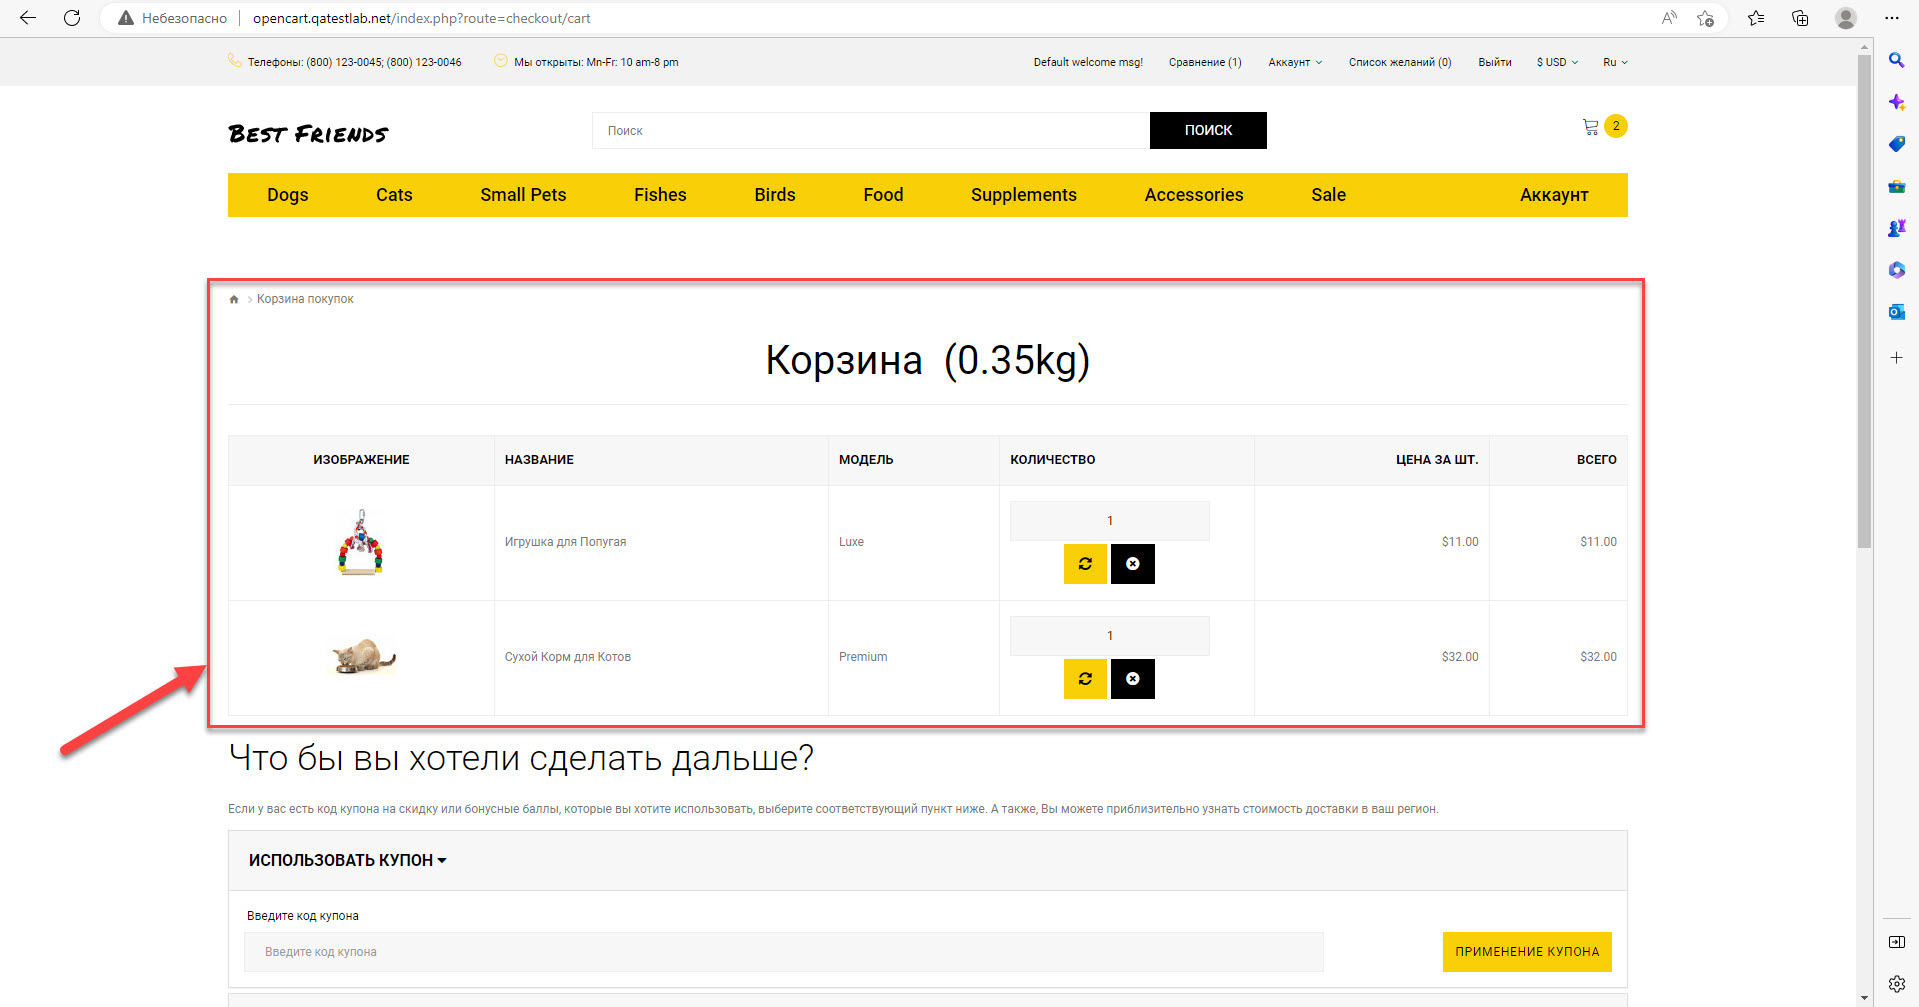 Небезопасно opencart.qatestlab.net/index.php?route=checkout/cart
Телефоны: (800) 123-0045; (800) 123-0046 Мы открыты: Mn-Fr: 10 am-8 pm Default welcome msg! Сравнение (1) Аккаунт Список желаний (0) Выйти $ USD Ru
Best Friends Поиск ПОИСК 2
Dogs Cats Small Pets Fishes Birds Food Supplements Accessories Sale Аккаунт
Корзина покупок
Корзина (0.35kg)
ИЗОБРАЖЕНИЕ НАЗВАНИЕ МОДЕЛЬ КОЛИЧЕСТВО ЦЕНА ЗА ШТ. ВСЕГО
Игрушка для Попугая Luxe 1 $11.00 $11.00
Сухой Корм для Котов Premium 1 $32.00 $32.00
Что бы вы хотели сделать дальше?
Если у вас есть код купона на скидку или бонусные баллы, которые вы хотите использовать, выберите соответствующий пункт ниже. А также, Вы можете приблизительно узнать стоимость доставки в ваш регион.
ИСПОЛЬЗОВАТЬ КУПОН
Введите код купона
Введите код купона ПРИМЕНЕНИЕ КУПОНА